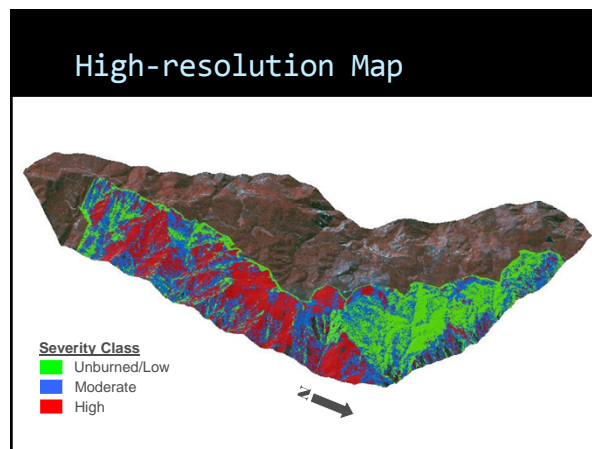 High-resolution Map
Severity Class
Unburned/Low
Moderate
High
N